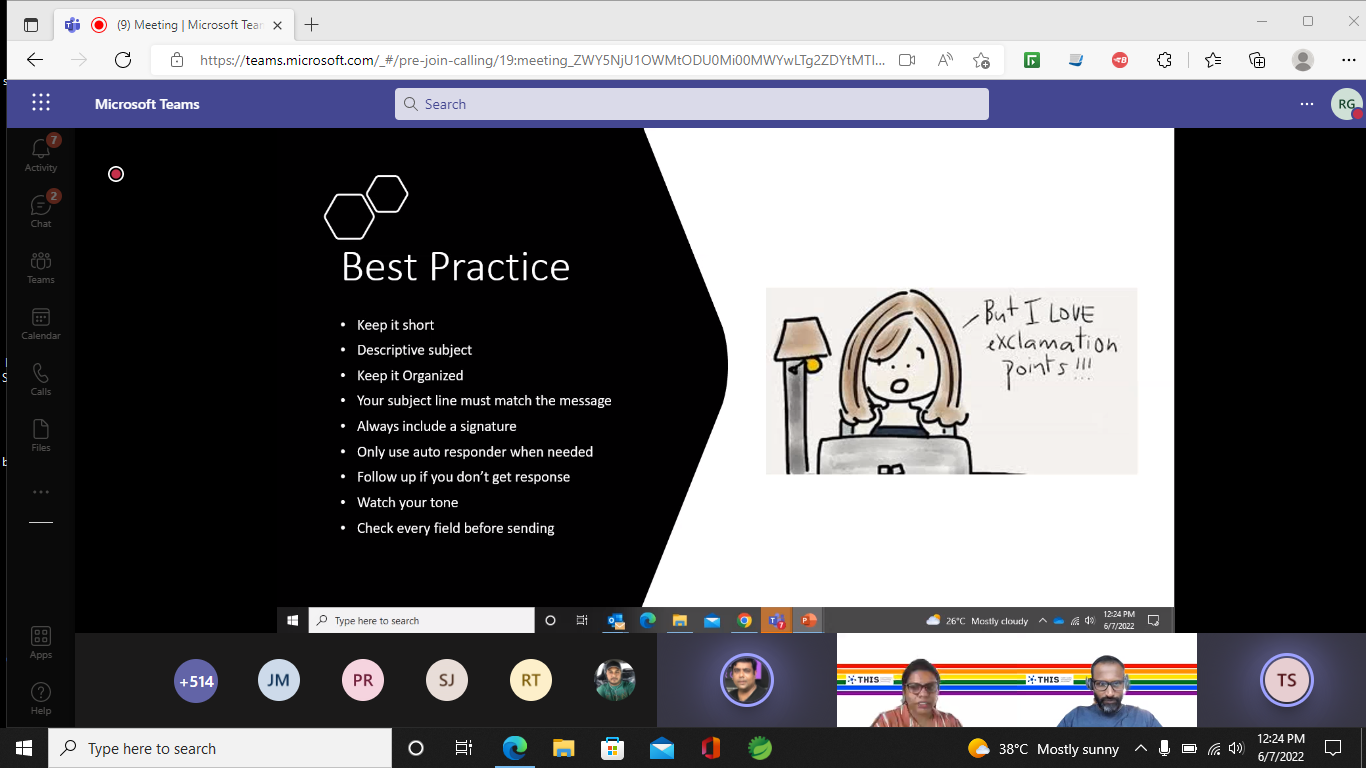 (9) Meeting | Microsoft Tear
https://teams.microsoft.com/_#/pre-join-calling/19:meeting_ZWY5NjU1OWMtODU0Mi00MWYwLTg2ZDYtMTI...
Microsoft Teams
Search
RG
7
Activity
2
Chat
Teams
Calendar
Calls
Files
Apps
Help
Best Practice
• Keep it short
• Descriptive subject
• Keep it Organized
• Your subject line must match the message
• Always include a signature
• Only use auto responder when needed
• Follow up if you don’t get response
• Watch your tone
• Check every field before sending
But I LOVE
exclamation
points!!!
Type here to search
7
26°C Mostly cloudy
12:24 PM
6/7/2022
+514
JM
PR
SJ
RT
THIS
THIS
TS
Type here to search
38°C Mostly sunny
12:24 PM
6/7/2022